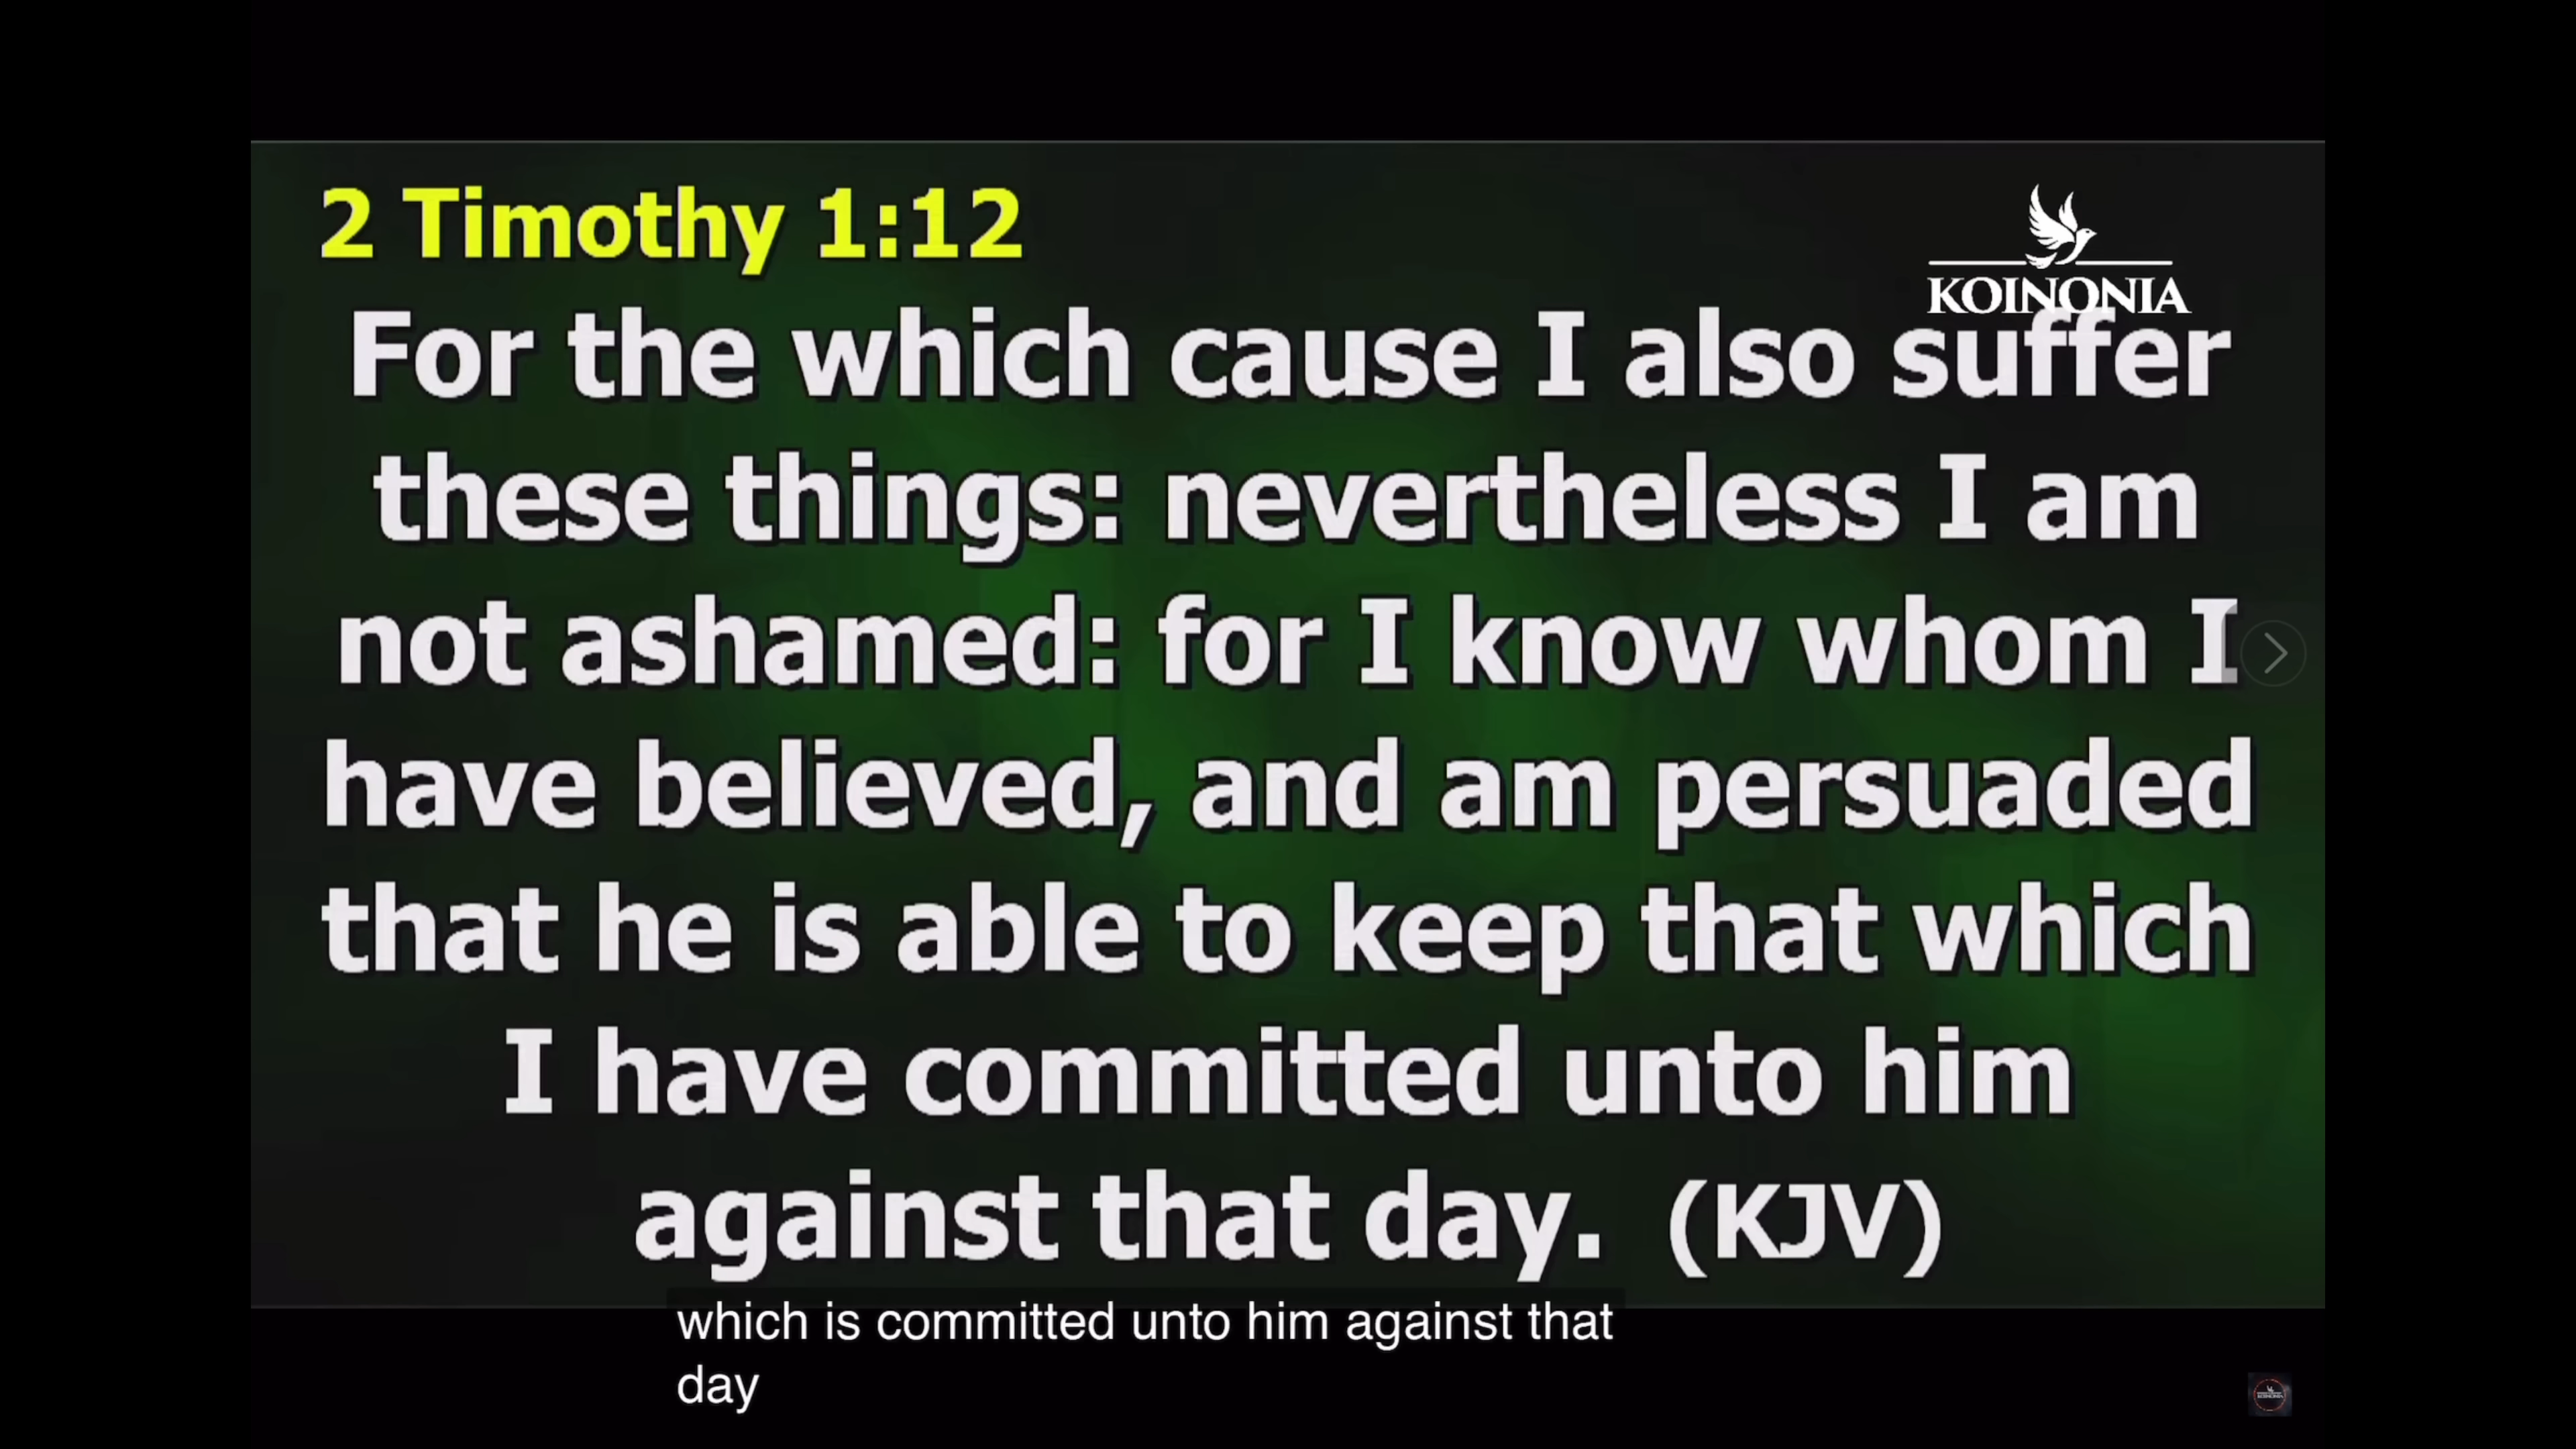 2 Timothy 1:12
KOINONIA
For the which cause I also suffer
these things: nevertheless I am
not ashamed: for I know whom I
have believed, and am persuaded
that he is able to keep that which
I have committed unto him
against that day. (KJV)
which is committed unto him against that
day